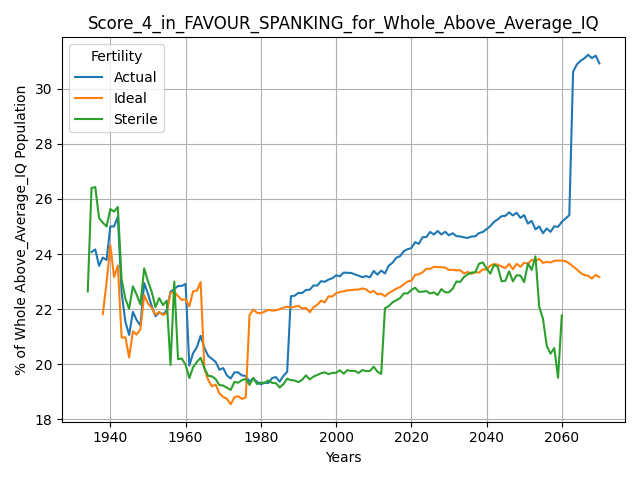 Score_4_in_FAVOUR_SPANKING_for_Whole_Above_Average_IQ
% of Whole Above_Average_IQ Population
Fertility
Actual
Ideal
Sterile
30
28
26
24
22
20
18
1940
1960
1980
2000
2020
2040
2060
Years